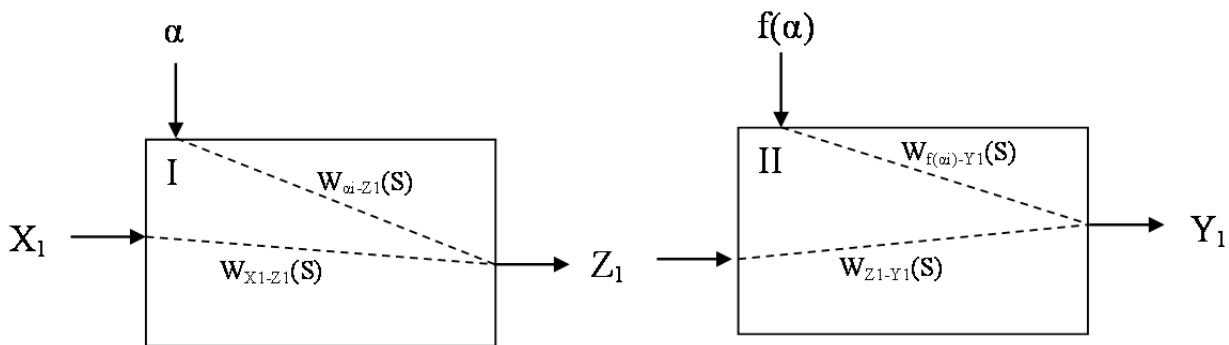 α
f(α)
I
W_{αi-Z1}(S)
II
W_{f(αi)-Y1}(S)
X₁
W_{X1-Z1}(S)
Z₁
W_{Z1-Y1}(S)
Y₁